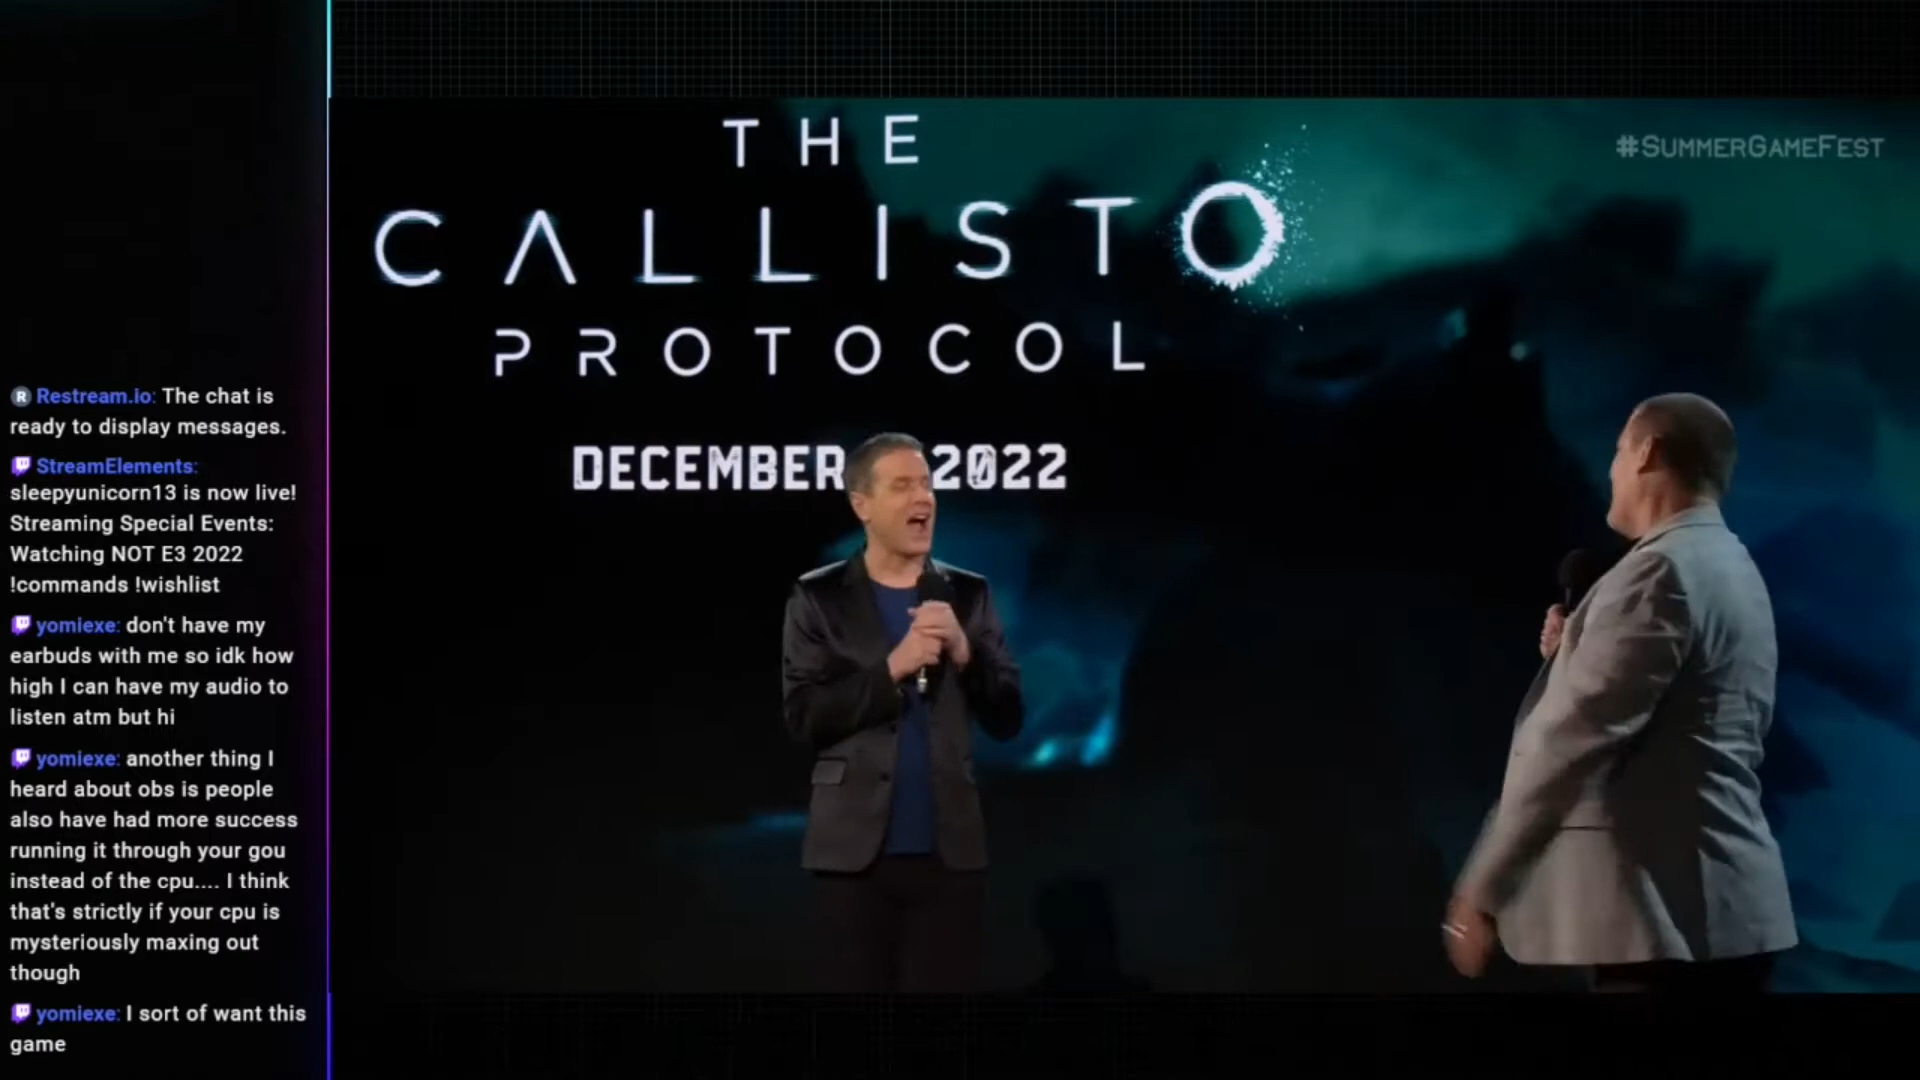 Restream.io: The chat is
ready to display messages.
StreamElements:
sleepyunicorn13 is now live!
Streaming Special Events:
Watching NOT E3 2022
!commands !wishlist
yomiexe: don't have my
earbuds with me so idk how
high I can have my audio to
listen atm but hi
yomiexe: another thing I
heard about obs is people
also have had more success
running it through your gou
instead of the cpu.... I think
that's strictly if your cpu is
mysteriously maxing out
though
yomiexe: I sort of want this
game
THE
CALLISTO
PROTOCOL
DECEMBER 2022
#SUMMERGAMEFEST